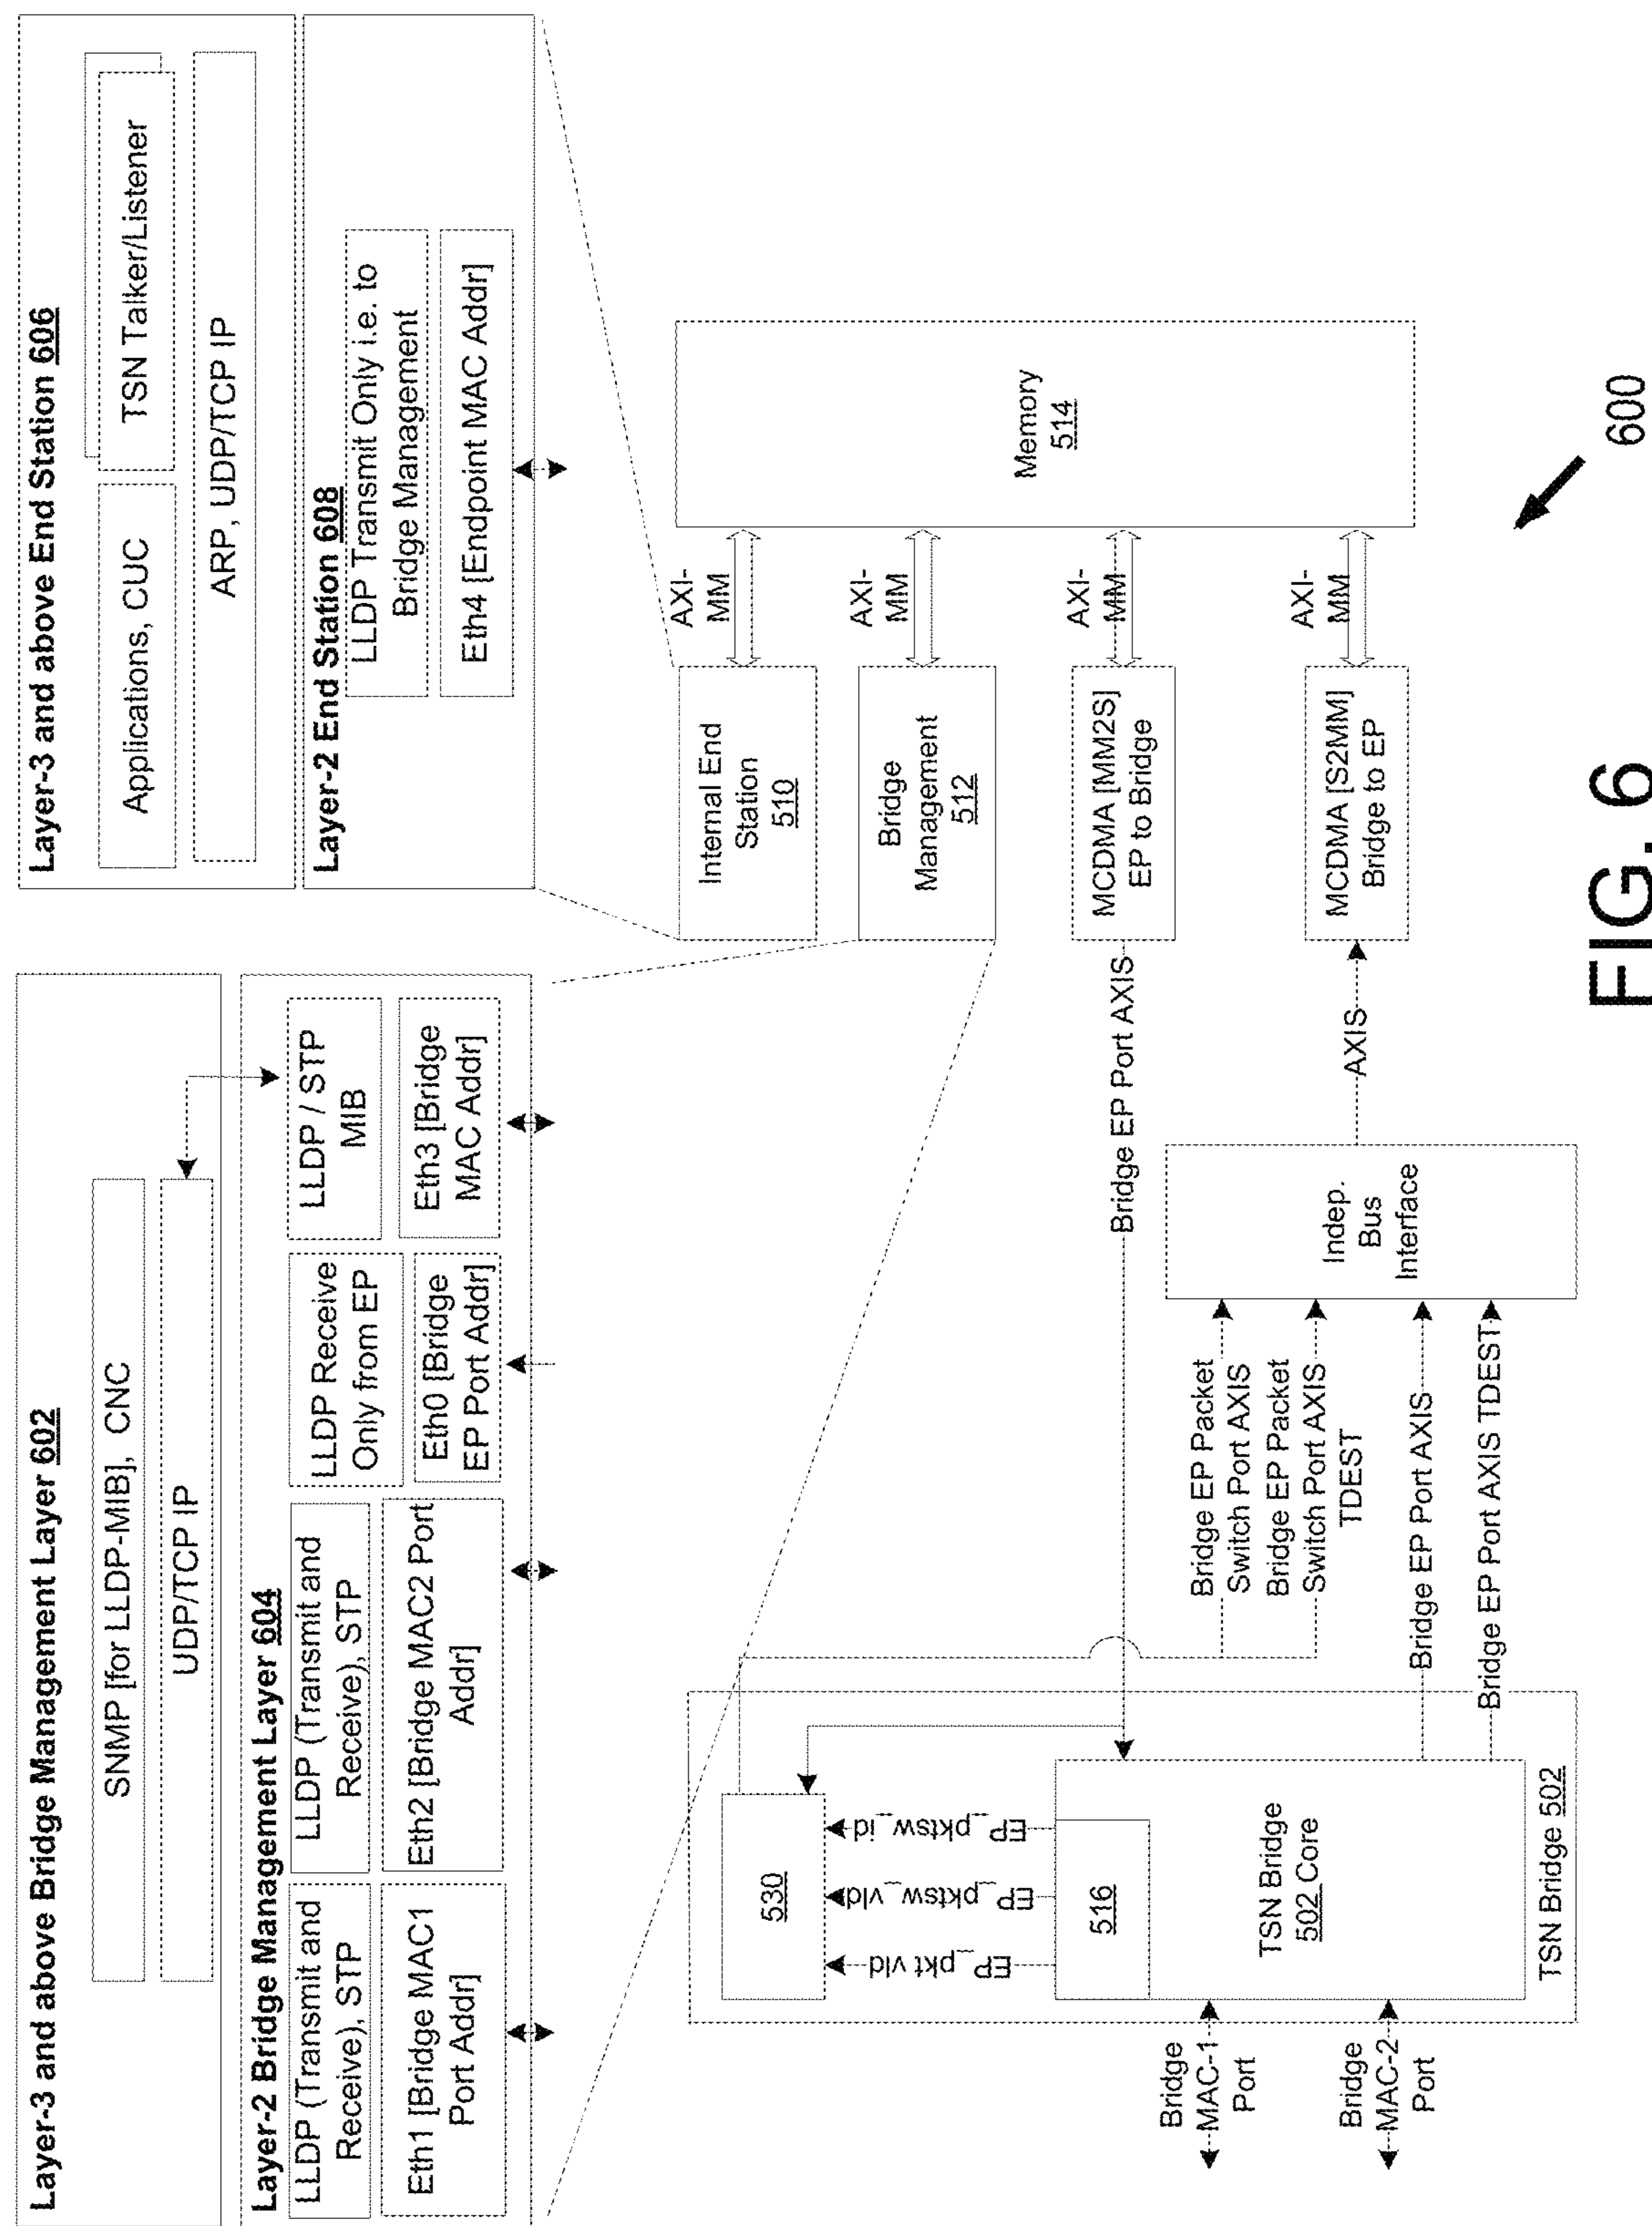 Layer-3 and above Bridge Management Layer 602
SNMP [for LLDP-MIB], CNC
UDP/TCP IP
Layer-2 Bridge Management Layer 604
LLDP (Transmit and
Receive), STP
Eth1 [Bridge MAC1
Port Addr]
LLDP (Transmit and
Receive), STP
Eth2 [Bridge MAC2 Port
Addr]
LLDP Receive
Only from EP
Eth0 [Bridge
EP Port Addr]
LLDP / STP
MIB
Eth3 [Bridge
MAC Addr]
Layer-3 and above End Station 606
Applications, CUC
TSN Talker/Listener
ARP, UDP/TCP IP
Layer-2 End Station 608
LLDP Transmit Only i.e. to
Bridge Management
Eth4 [Endpoint MAC Addr]
Internal End
Station
510
AXI-
MM
Bridge
Management
512
AXI-
MM
MCDMA [MM2S]
EP to Bridge
AXI-
MM
MCDMA [S2MM]
Bridge to EP
AXI-
MM
Memory
514
Bridge EP Port AXIS
AXIS
Indep.
Bus
Interface
Bridge EP Packet
Switch Port AXIS
Bridge EP Packet
Switch Port AXIS
TDEST
Bridge EP Port AXIS
Bridge EP Port AXIS TDEST
530
EP_pkt vld
EP_pktsw_vld
EP_pktsw_id
516
TSN Bridge
502 Core
TSN Bridge 502
Bridge
MAC-1
Port
Bridge
MAC-2
Port
600
FIG. 6